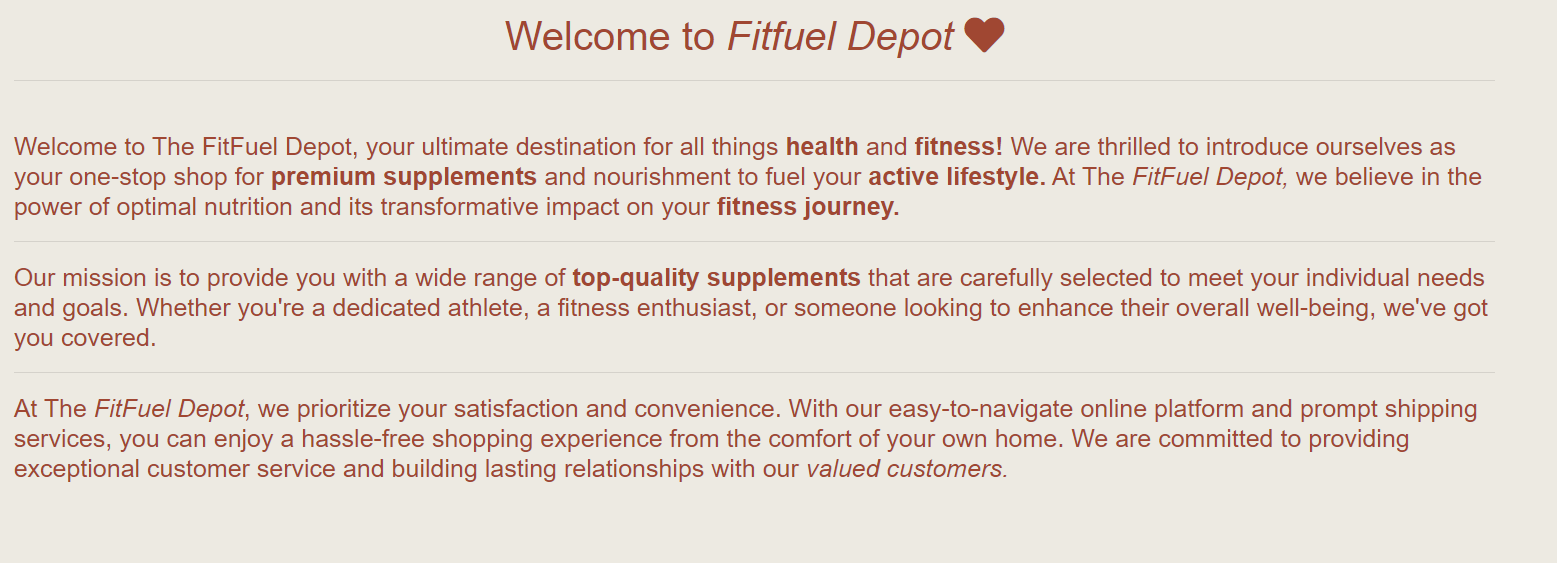 Welcome to Fitfuel Depot
Welcome to The FitFuel Depot, your ultimate destination for all things health and fitness! We are thrilled to introduce ourselves as
your one-stop shop for premium supplements and nourishment to fuel your active lifestyle. At The FitFuel Depot, we believe in the
power of optimal nutrition and its transformative impact on your fitness journey.
Our mission is to provide you with a wide range of top-quality supplements that are carefully selected to meet your individual needs
and goals. Whether you're a dedicated athlete, a fitness enthusiast, or someone looking to enhance their overall well-being, we've got
you covered.
At The FitFuel Depot, we prioritize your satisfaction and convenience. With our easy-to-navigate online platform and prompt shipping
services, you can enjoy a hassle-free shopping experience from the comfort of your own home. We are committed to providing
exceptional customer service and building lasting relationships with our valued customers.